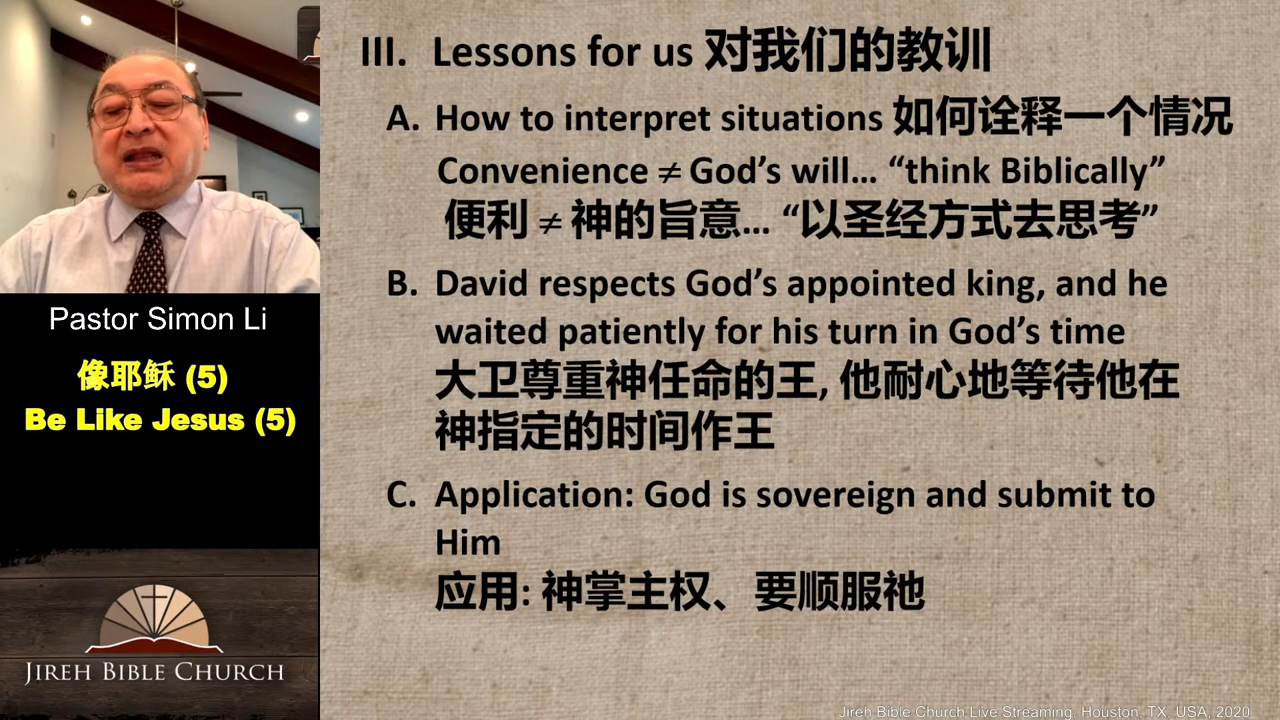 Pastor Simon Li
像耶稣 (5)
Be Like Jesus (5)
JIREH BIBLE CHURCH
III. Lessons for us 对我们的教训
A. How to interpret situations 如何诠释一个情况
Convenience ≠ God’s will... “think Biblically”
便利 ≠ 神的旨意... “以圣经方式去思考”
B. David respects God’s appointed king, and he
waited patiently for his turn in God’s time
大卫尊重神任命的王, 他耐心地等待他在
神指定的时间作王
C. Application: God is sovereign and submit to
Him
应用: 神掌主权、要顺服祂
Jireh Bible Church Live Streaming, Houston, TX, USA, 2020